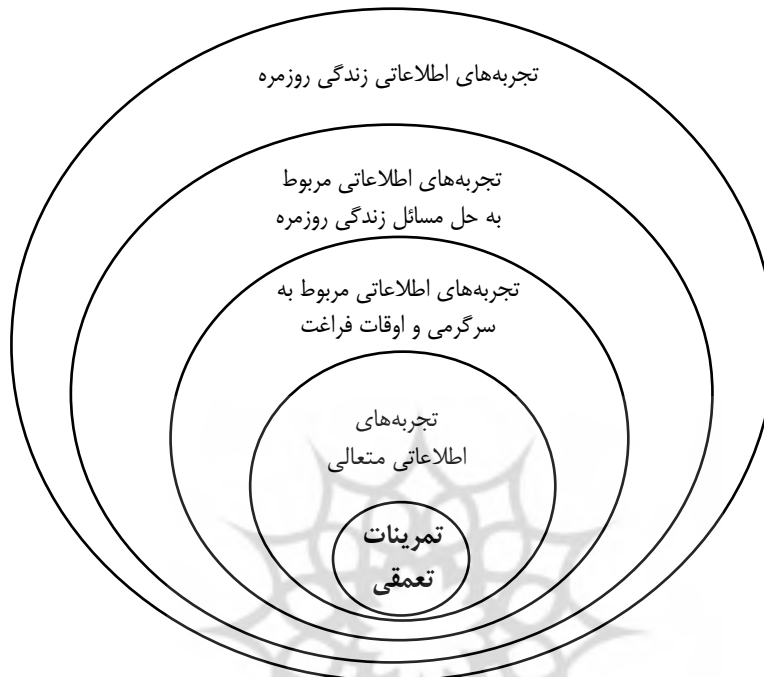 تجربه‌های اطلاعاتی زندگی روزمره
تجربه‌های اطلاعاتی مربوط
به حل مسائل زندگی روزمره
تجربه‌های اطلاعاتی مربوط به
سرگرمی و اوقات فراغت
تجربه‌های
اطلاعاتی متعالی
تمرینات
تعمقی